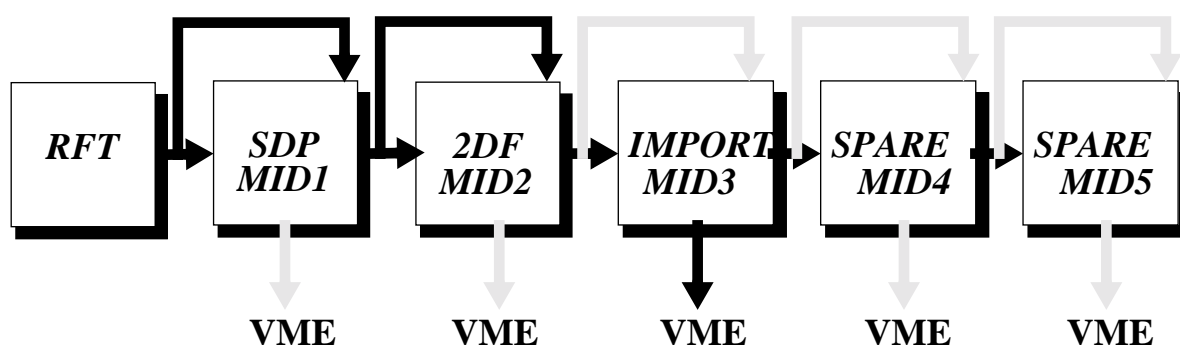 RFT
SDP
MID1
2DF
MID2
IMPORT
MID3
SPARE
MID4
SPARE
MID5
VME
VME
VME
VME
VME